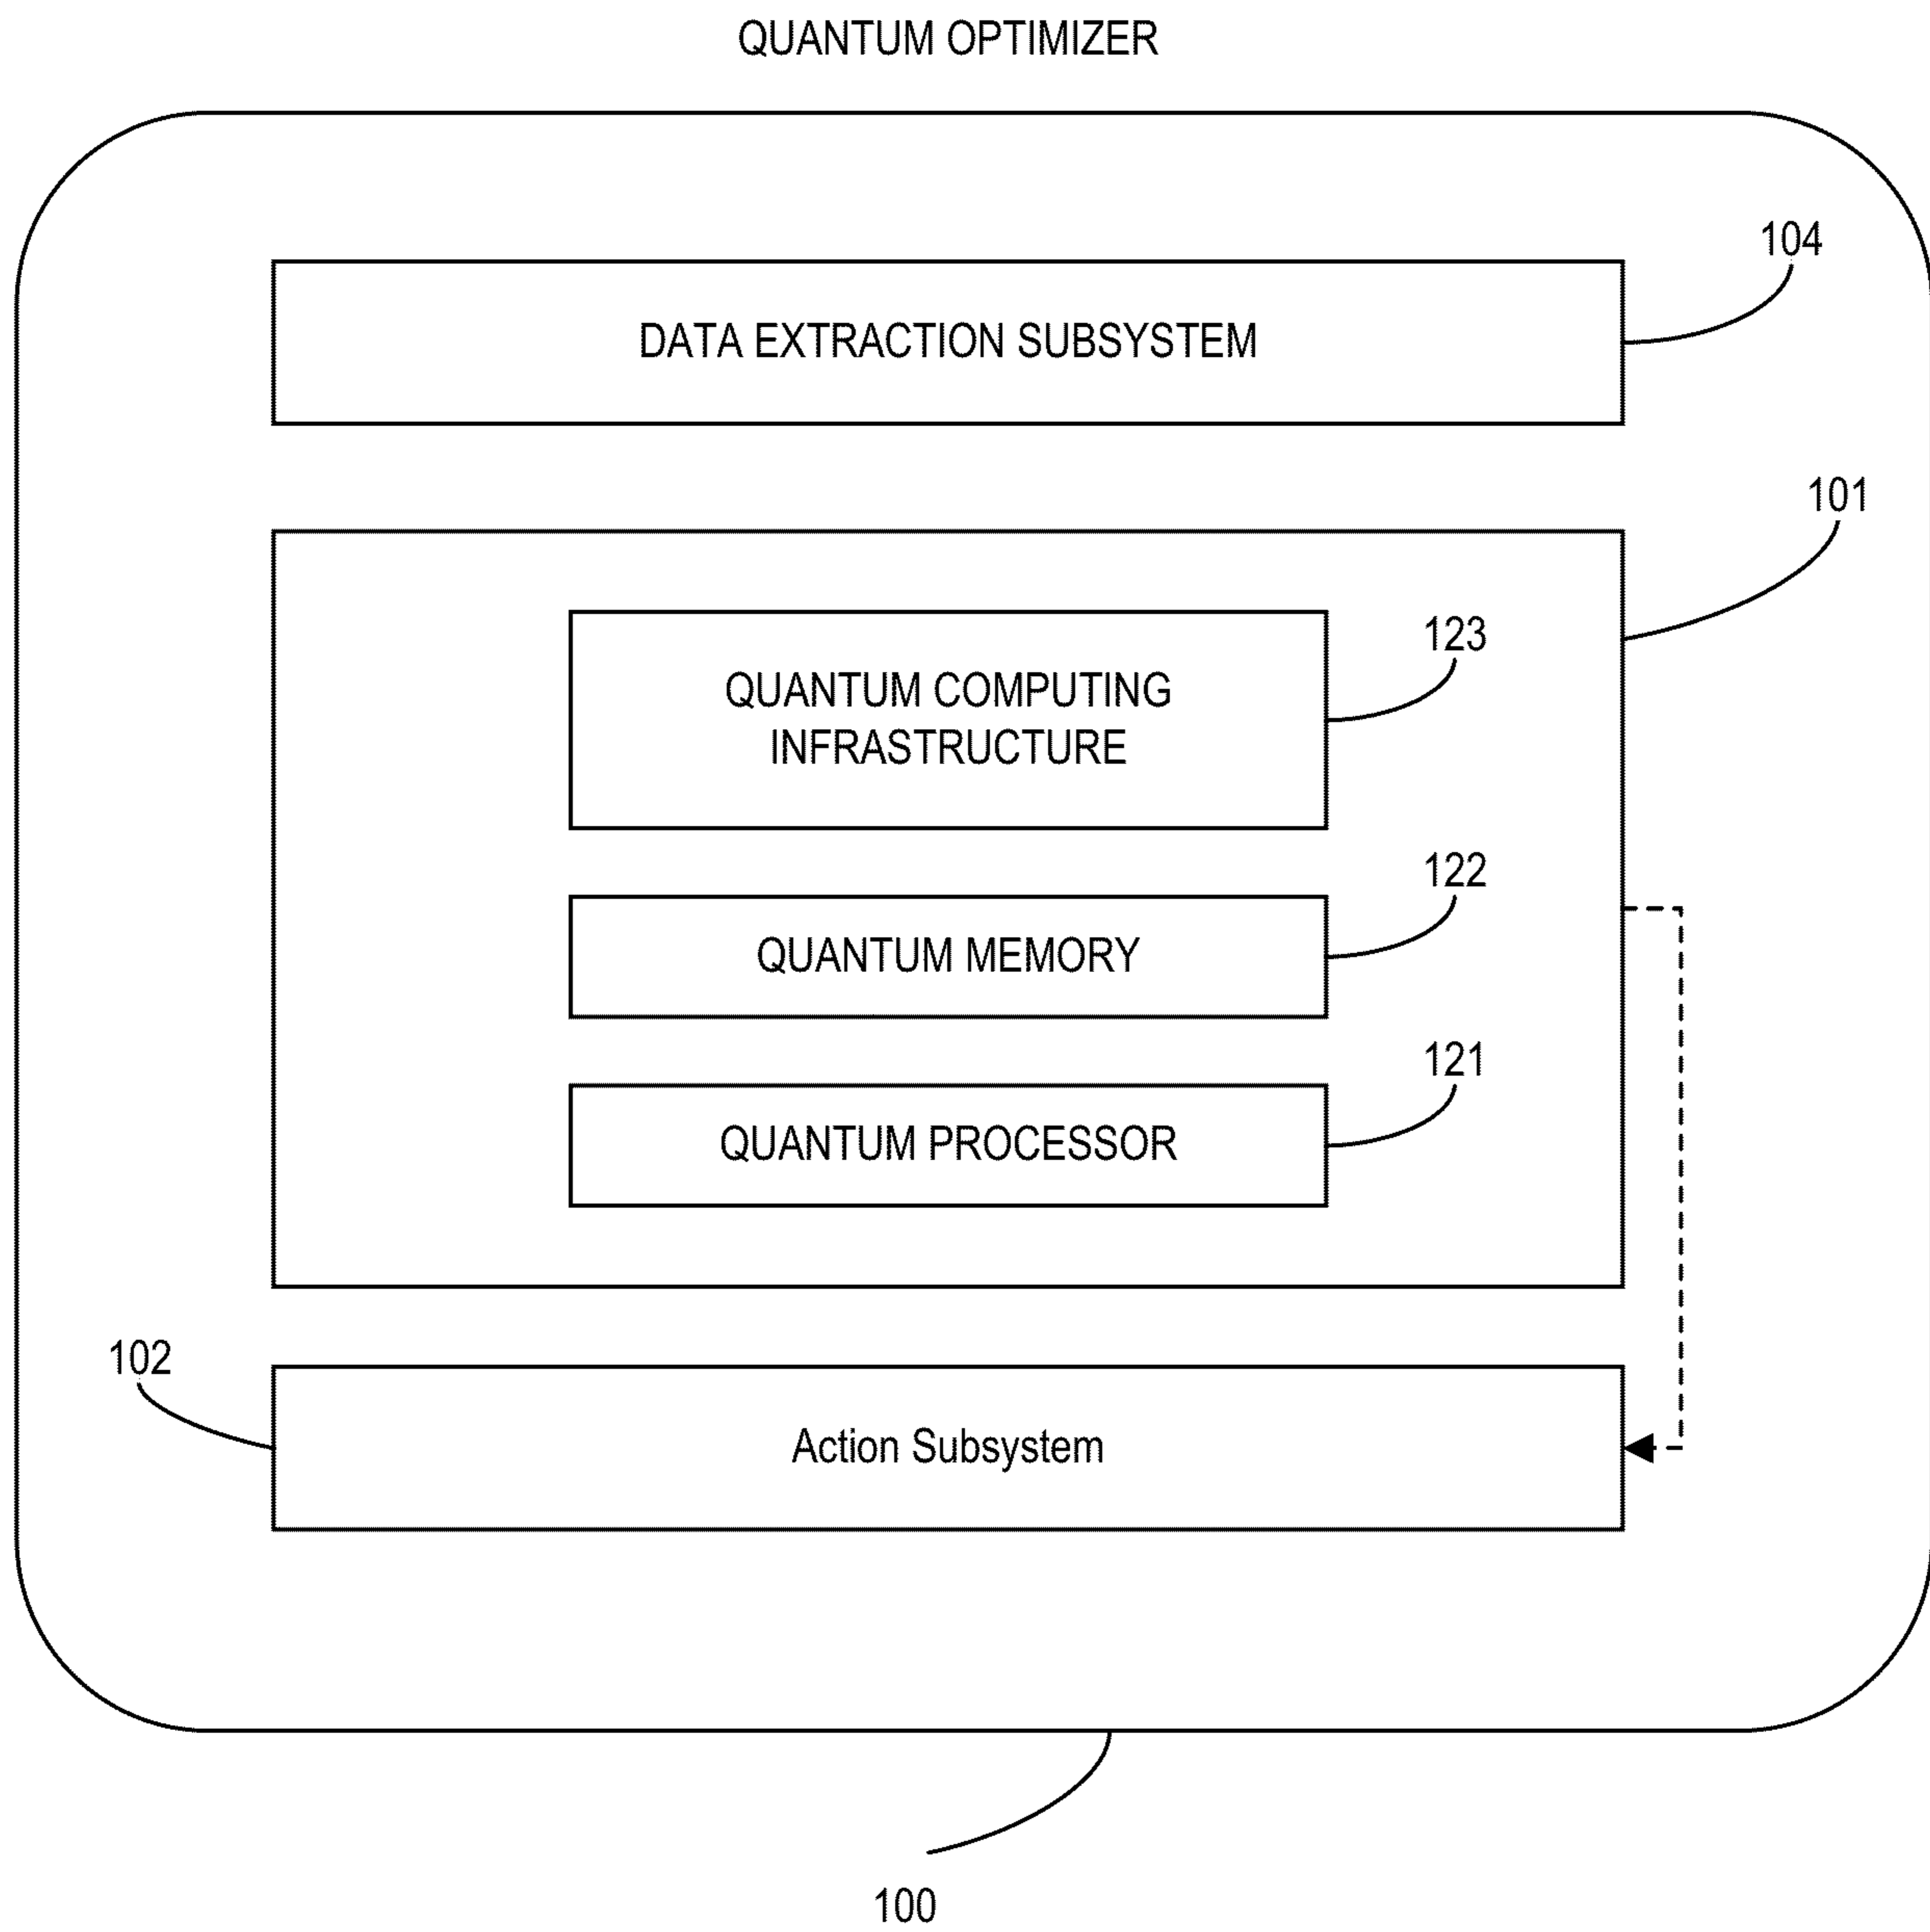 QUANTUM OPTIMIZER
104
DATA EXTRACTION SUBSYSTEM
101
123
QUANTUM COMPUTING
INFRASTRUCTURE
122
QUANTUM MEMORY
121
QUANTUM PROCESSOR
102
Action Subsystem
100